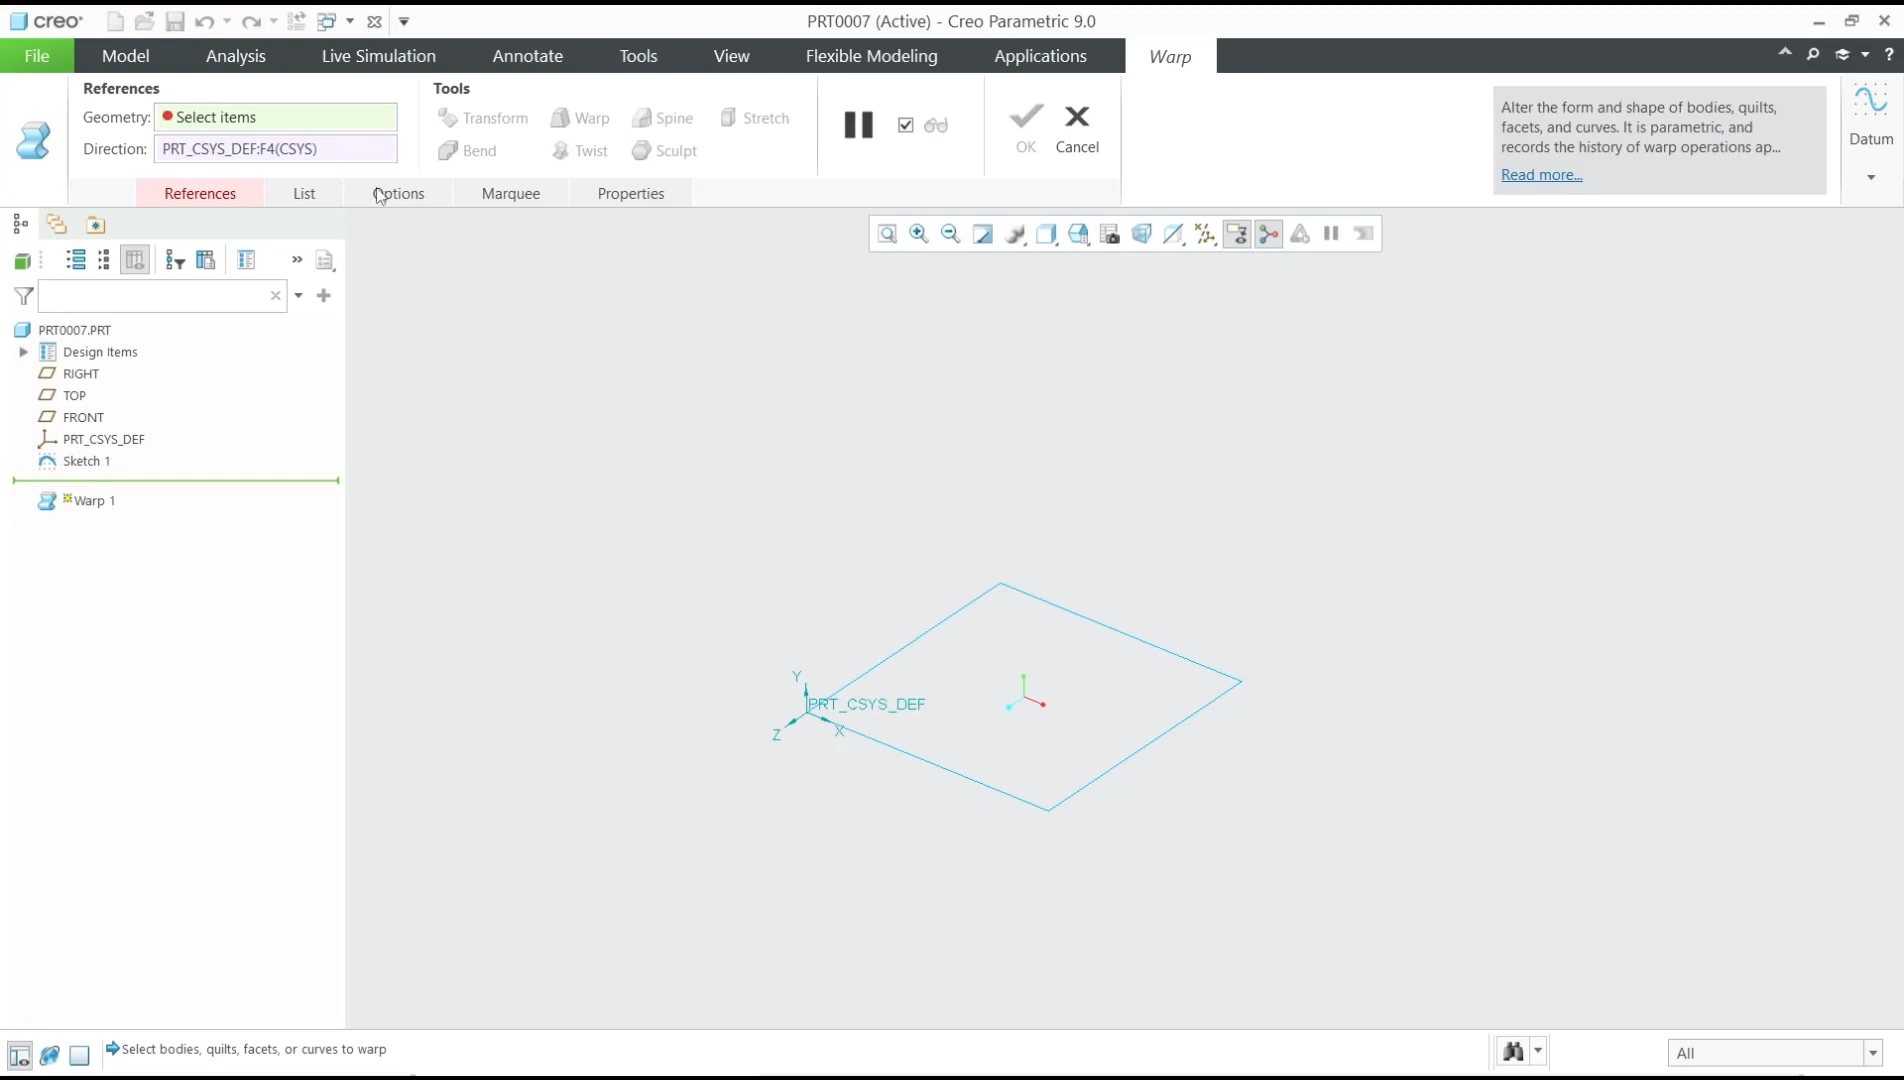 creo
PRT0007 (Active) - Creo Parametric 9.0
File
Model
Analysis
Live Simulation
Annotate
Tools
View
Flexible Modeling
Applications
Warp
References
Geometry:
Select items
Direction:
PRT_CSYS_DEF:F4(CSYS)
Tools
Transform
Warp
Spine
Stretch
Bend
Twist
Sculpt
OK
Cancel
Alter the form and shape of bodies, quilts,
facets, and curves. It is parametric, and
records the history of warp operations ap...
Read more...
Datum
References
List
Options
Marquee
Properties
PRT0007.PRT
Design Items
RIGHT
TOP
FRONT
PRT_CSYS_DEF
Sketch 1
Warp 1
Y
PRT_CSYS_DEF
X
Z
Select bodies, quilts, facets, or curves to warp
All